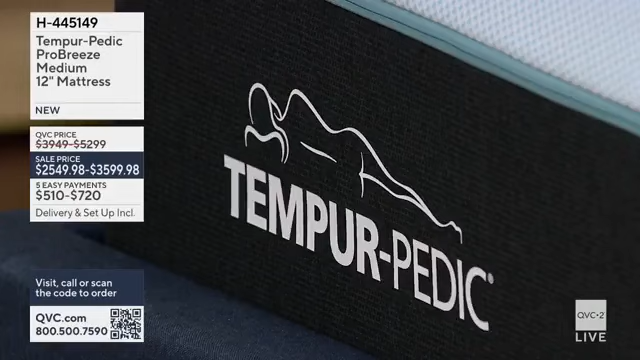 H-445149
Tempur-Pedic
ProBreeze
Medium
12" Mattress
NEW
QVC PRICE
$3949-$5299
SALE PRICE
$2549.98-$3599.98
5 EASY PAYMENTS
$510-$720
Delivery & Set Up Incl.
TEMPUR-PEDIC®
Visit, call or scan
the code to order
QVC.com
800.500.7590
QVC•2
LIVE